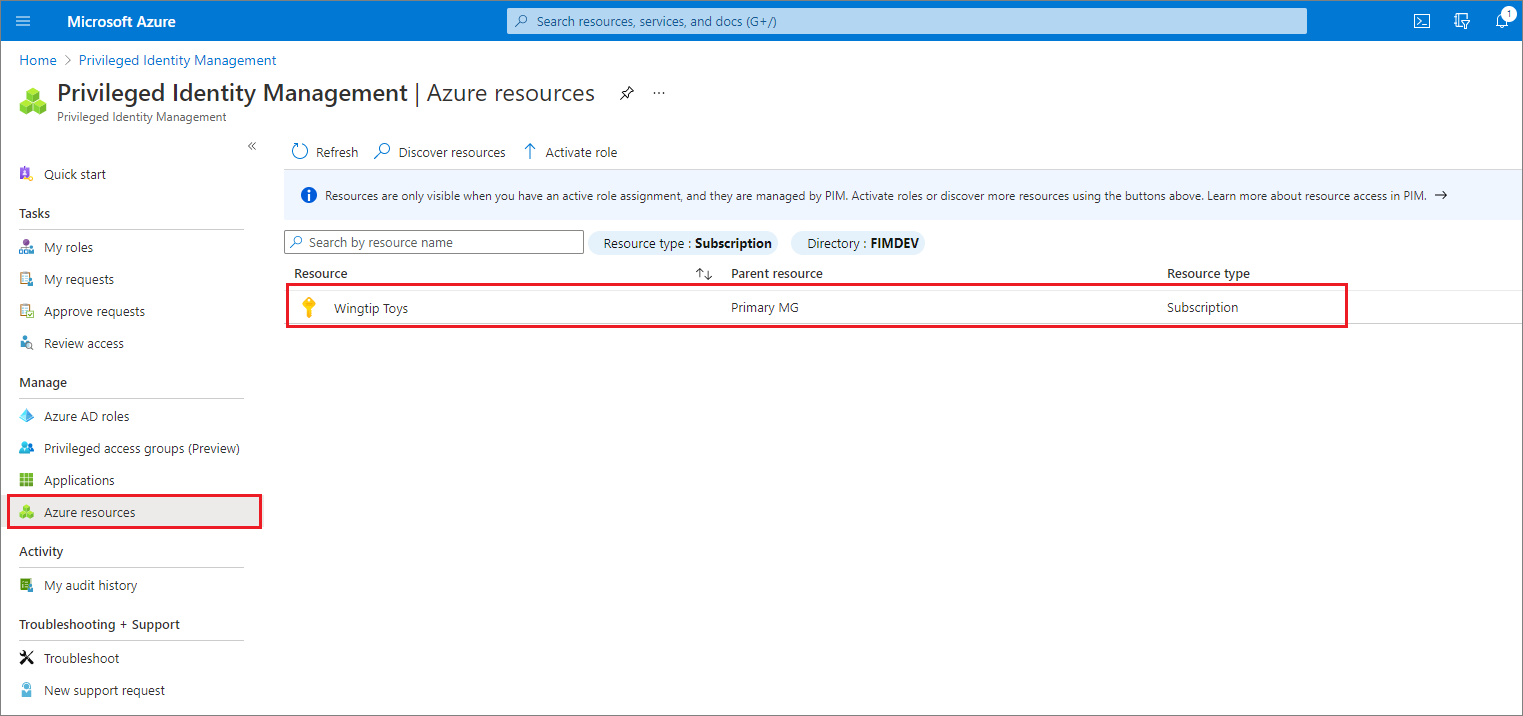 Microsoft Azure
Search resources, services, and docs (G+/)
1
Home > Privileged Identity Management
Privileged Identity Management | Azure resources
Privileged Identity Management
Quick start
Tasks
My roles
My requests
Approve requests
Review access
Manage
Azure AD roles
Privileged access groups (Preview)
Applications
Azure resources
Activity
My audit history
Troubleshooting + Support
Troubleshoot
New support request
Refresh Discover resources Activate role
Resources are only visible when you have an active role assignment, and they are managed by PIM. Activate roles or discover more resources using the buttons above. Learn more about resource access in PIM. →
Search by resource name Resource type : Subscription Directory : FIMDEV
Resource ↑↓ Parent resource Resource type
Wingtip Toys Primary MG Subscription